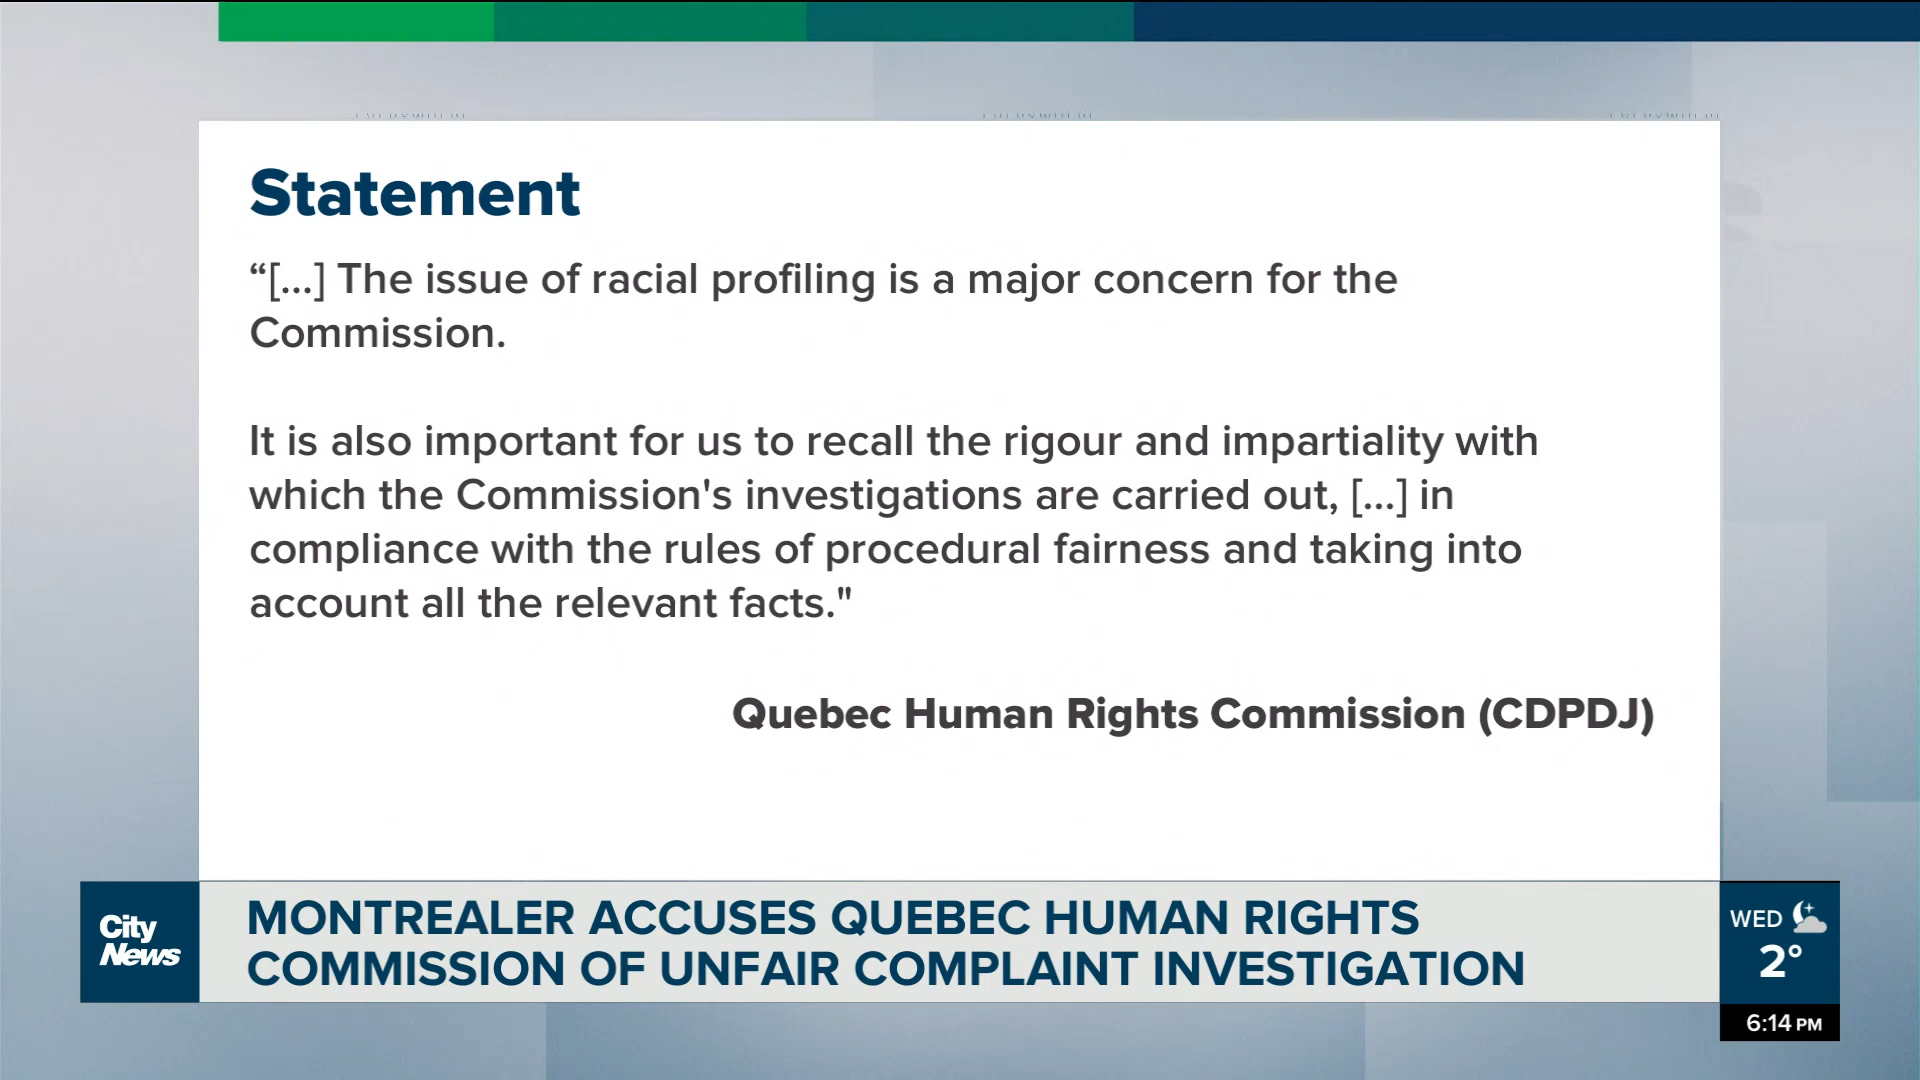 Statement
“[...] The issue of racial profiling is a major concern for the
Commission.
It is also important for us to recall the rigour and impartiality with
which the Commission's investigations are carried out, [...] in
compliance with the rules of procedural fairness and taking into
account all the relevant facts."
Quebec Human Rights Commission (CDPDJ)
City
News
MONTREALER ACCUSES QUEBEC HUMAN RIGHTS
COMMISSION OF UNFAIR COMPLAINT INVESTIGATION
WED
2°
6:14 PM